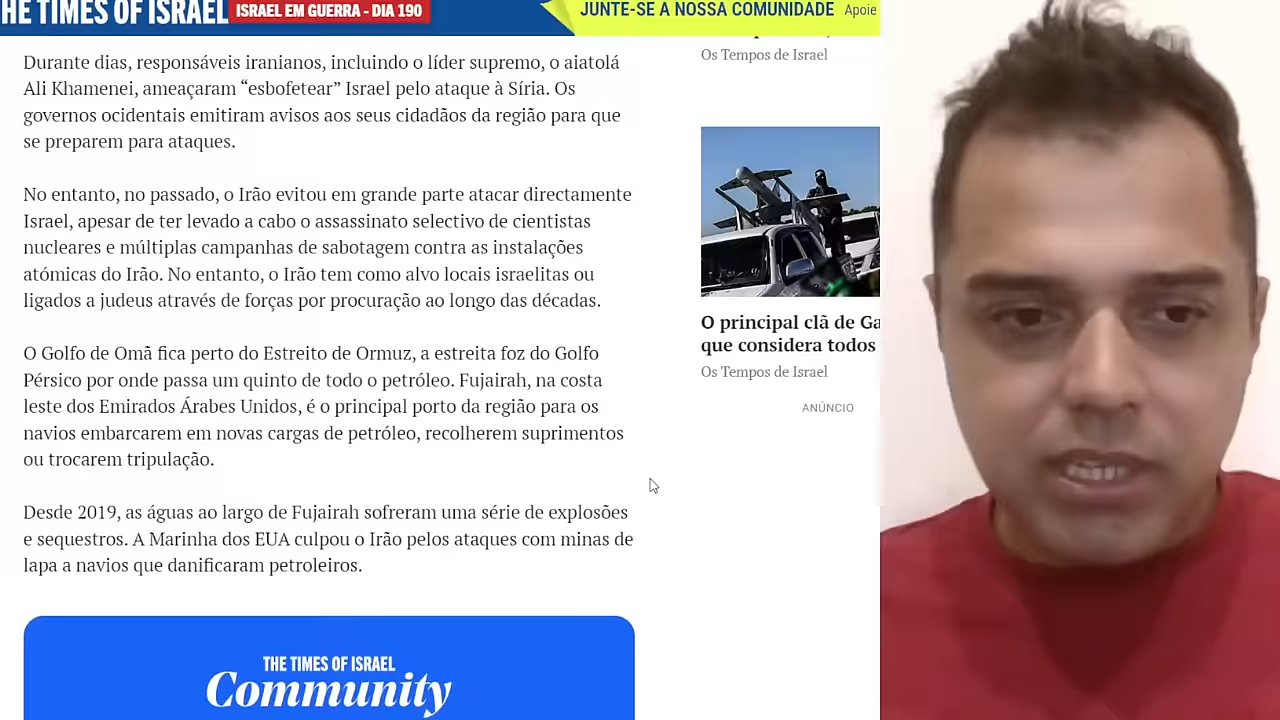 THE TIMES OF ISRAEL
ISRAEL EM GUERRA - DIA 190
JUNTE-SE A NOSSA COMUNIDADE
Apoie
Durante dias, responsáveis iranianos, incluindo o líder supremo, o aiatolá
Ali Khamenei, ameaçaram “esbofetear” Israel pelo ataque à Síria. Os
governos ocidentais emitiram avisos aos seus cidadãos da região para que
se preparem para ataques.
No entanto, no passado, o Irão evitou em grande parte atacar directamente
Israel, apesar de ter levado a cabo o assassinato selectivo de cientistas
nucleares e múltiplas campanhas de sabotagem contra as instalações
atómicas do Irão. No entanto, o Irão tem como alvo locais israelitas ou
ligados a judeus através de forças por procuração ao longo das décadas.
O Golfo de Omã fica perto do Estreito de Ormuz, a estreita foz do Golfo
Pérsico por onde passa um quinto de todo o petróleo. Fujairah, na costa
leste dos Emirados Árabes Unidos, é o principal porto da região para os
navios embarcarem em novas cargas de petróleo, recolherem suprimentos
ou trocarem tripulação.
Desde 2019, as águas ao largo de Fujairah sofreram uma série de explosões
e sequestros. A Marinha dos EUA culpou o Irão pelos ataques com minas de
lapa a navios que danificaram petroleiros.
THE TIMES OF ISRAEL
Community
Os Tempos de Israel
O principal clã de Ga
que considera todos
Os Tempos de Israel
ANÚNCIO